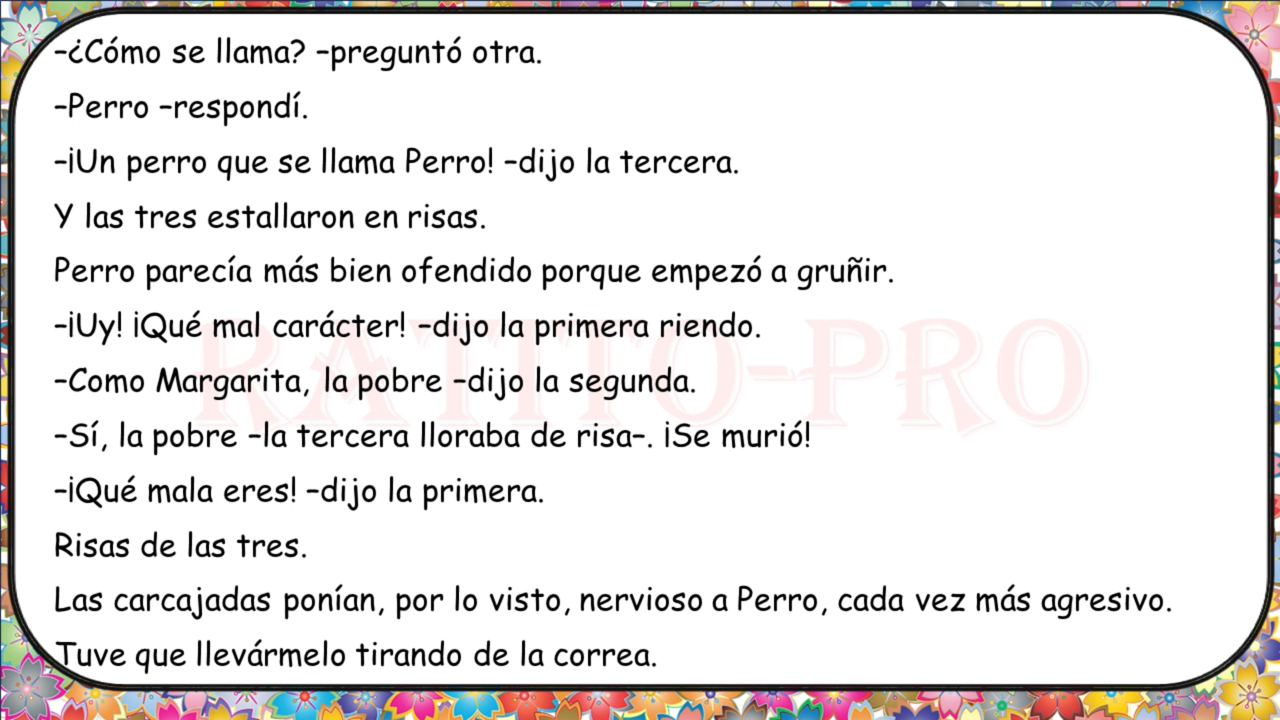 –¿Cómo se llama? –preguntó otra.
–Perro –respondí.
–¡Un perro que se llama Perro! –dijo la tercera.
Y las tres estallaron en risas.
Perro parecía más bien ofendido porque empezó a gruñir.
–¡Uy! ¡Qué mal carácter! –dijo la primera riendo.
–Como Margarita, la pobre –dijo la segunda.
–Sí, la pobre –la tercera lloraba de risa–. ¡Se murió!
–¡Qué mala eres! –dijo la primera.
Risas de las tres.
Las carcajadas ponían, por lo visto, nervioso a Perro, cada vez más agresivo.
Tuve que llevármelo tirando de la correa.
RATITO-PRO